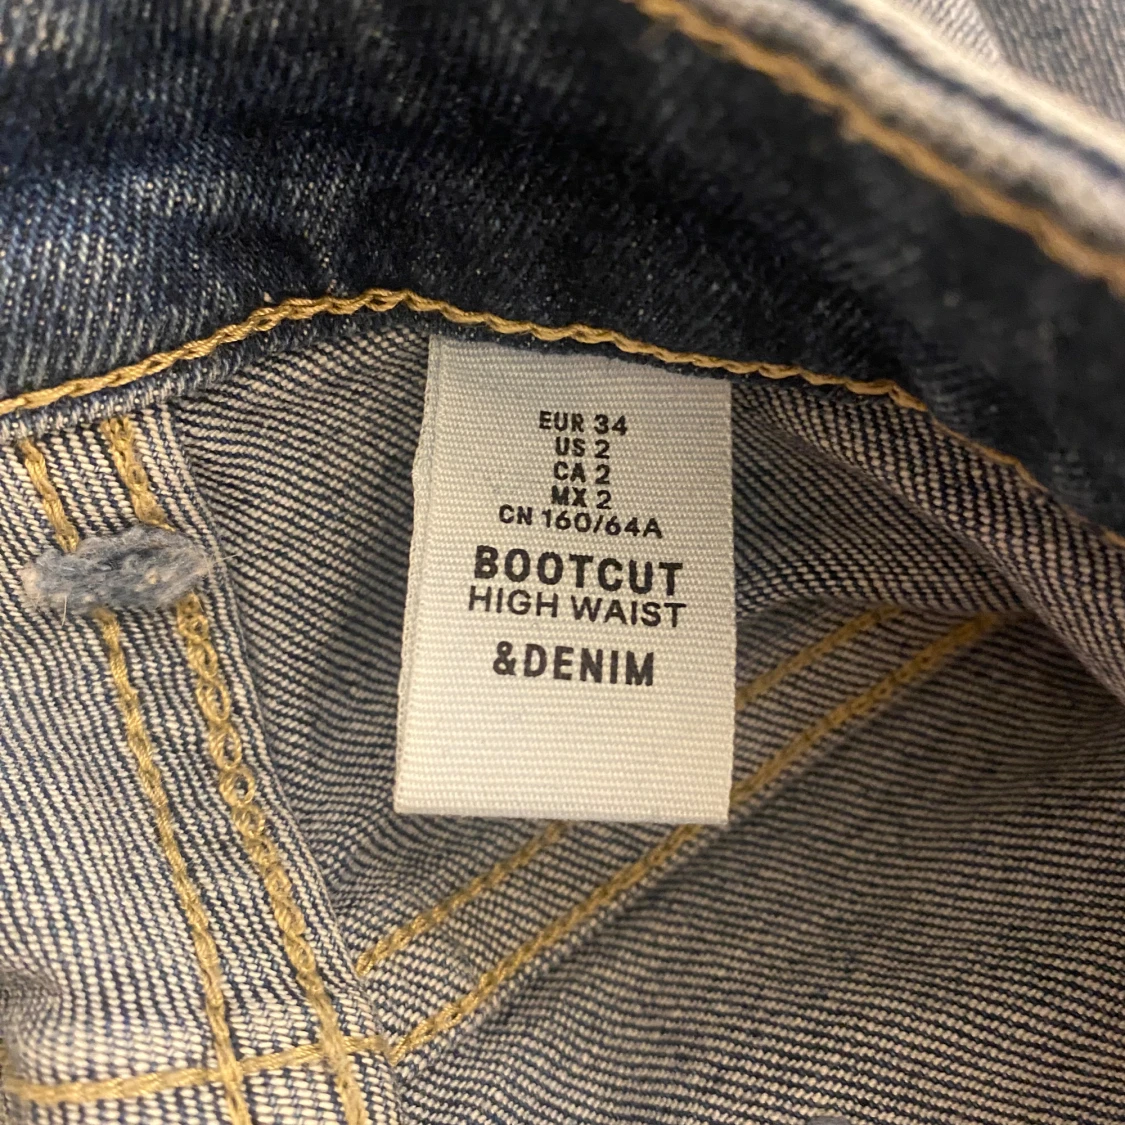 EUR 34
US 2
CA 2
MX 2
CN 160/64A
BOOTCUT
HIGH WAIST
&DENIM